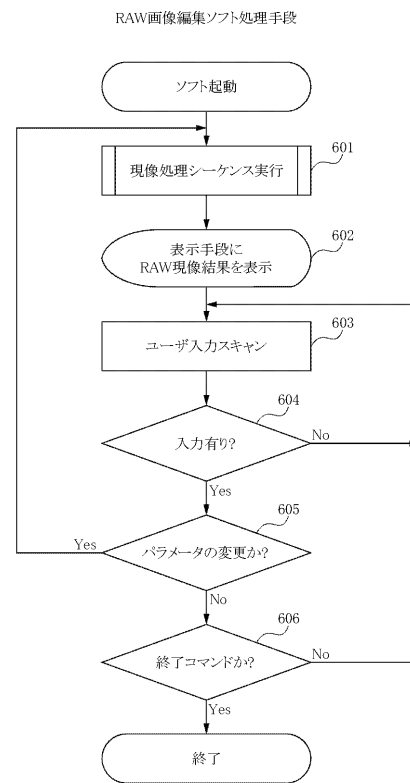 RAW画像編集ソフト処理手段
ソフト起動
601
現像処理シーケンス実行
602
表示手段に
RAW現像結果を表示
603
ユーザ入力スキャン
604
入力有り?
No
Yes
605
パラメータの変更か?
Yes
No
606
終了コマンドか?
No
Yes
終了